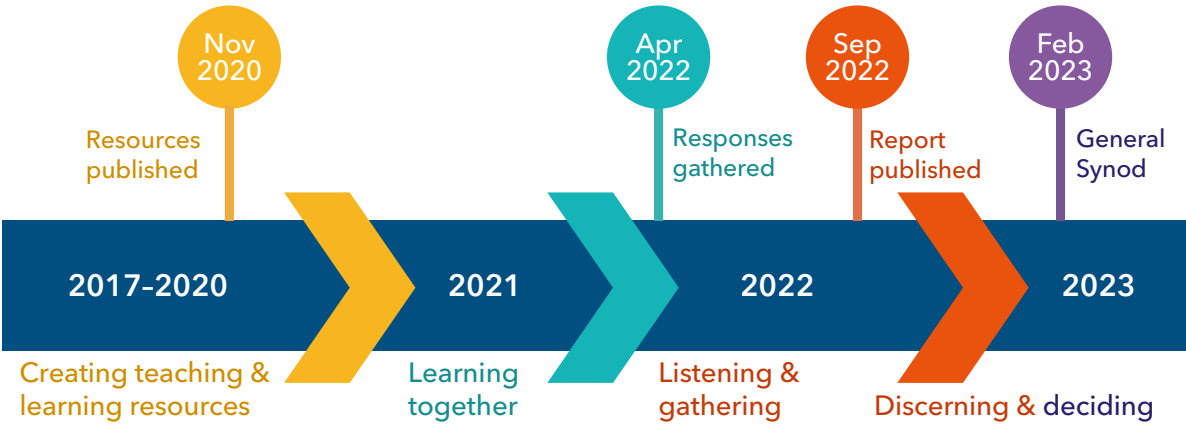 Nov
2020
Apr
2022
Sep
2022
Feb
2023
Resources
published
Responses
gathered
Report
published
General
Synod
2017–2020
2021
2022
2023
Creating teaching &
learning resources
Learning
together
Listening &
gathering
Discerning & deciding